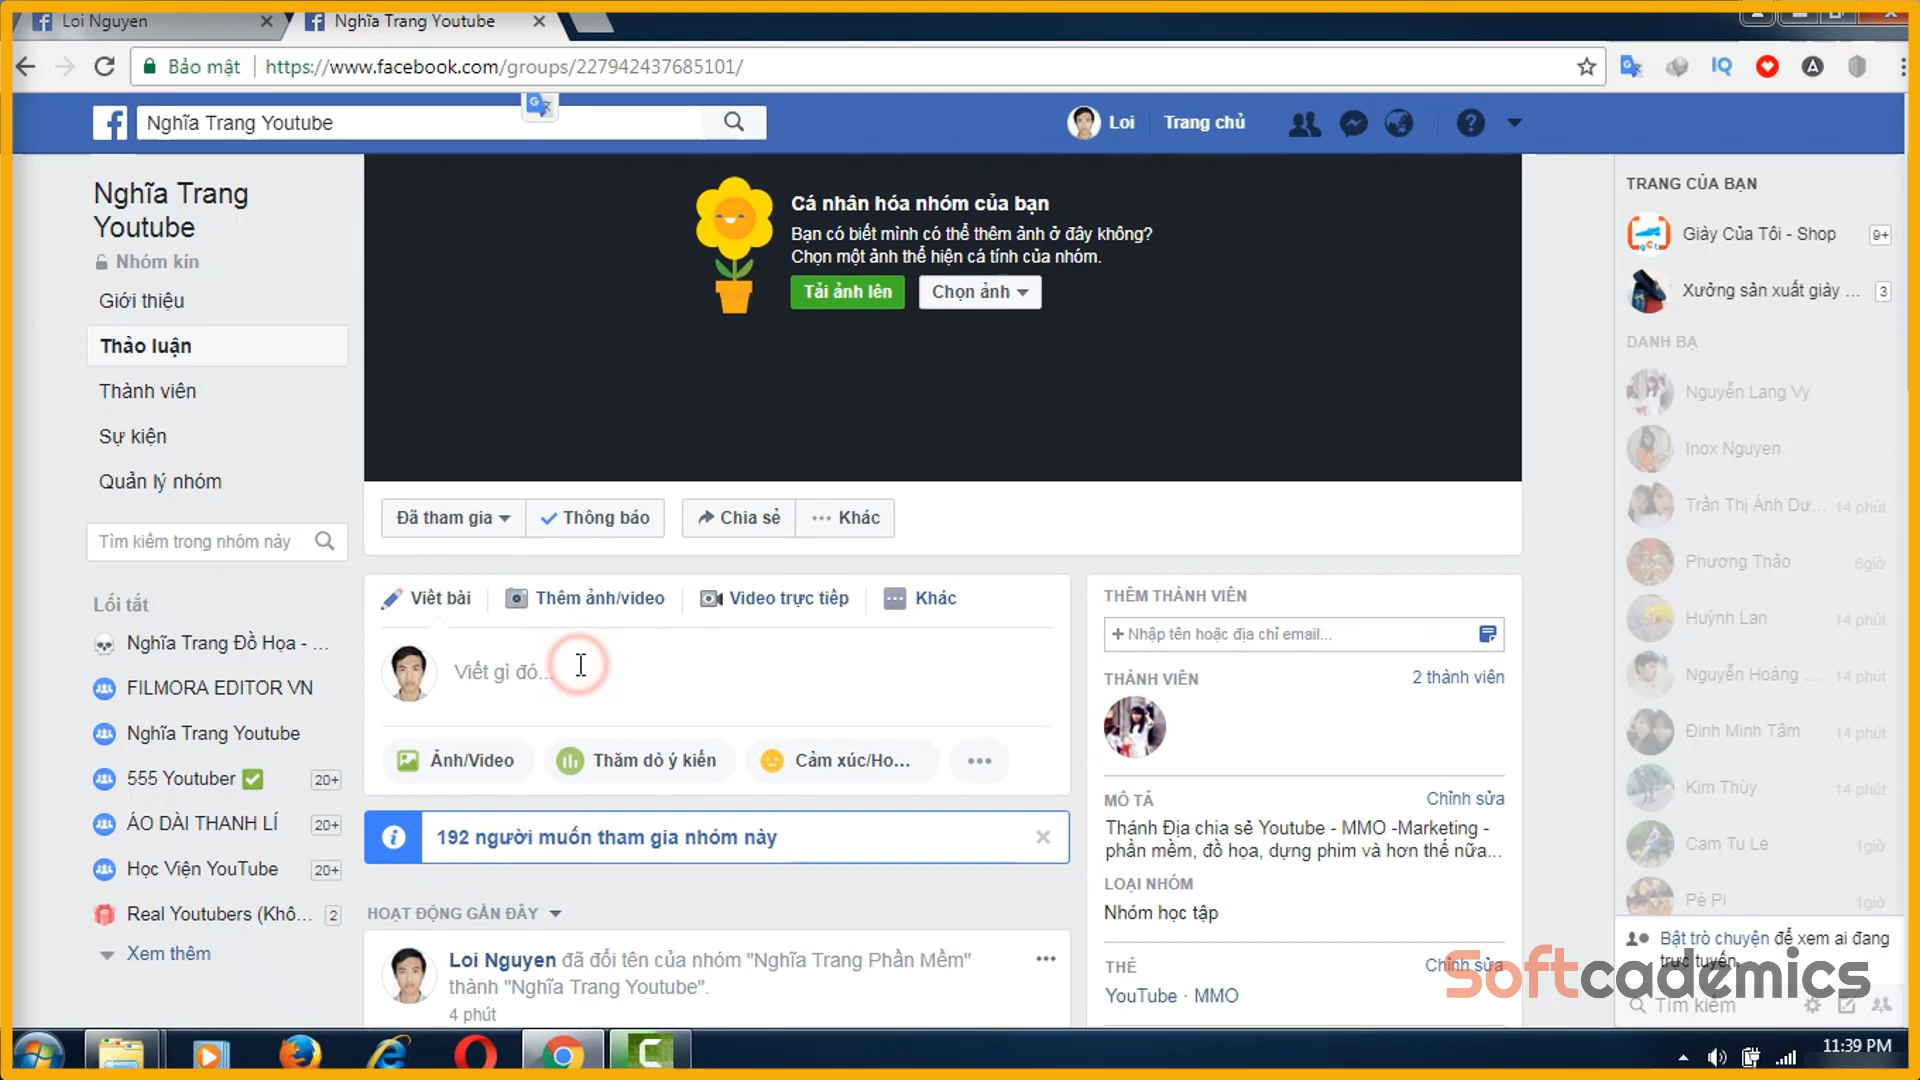 Loi Nguyen
Nghĩa Trang Youtube
Bảo mật
https://www.facebook.com/groups/227942437685101/
Nghĩa Trang Youtube
Loi
Trang chủ
Nghĩa Trang
Youtube
Nhóm kín
Giới thiệu
Thảo luận
Thành viên
Sự kiện
Quản lý nhóm
Tìm kiếm trong nhóm này
Lối tắt
Nghĩa Trang Đồ Họa - ...
FILMORA EDITOR VN
Nghĩa Trang Youtube
555 Youtuber 20+
ÁO DÀI THANH LÍ 20+
Học Viện YouTube 20+
Real Youtubers (Khô... 2
Xem thêm
Cá nhân hóa nhóm của bạn
Bạn có biết mình có thể thêm ảnh ở đây không?
Chọn một ảnh thể hiện cá tính của nhóm.
Tải ảnh lên
Chọn ảnh
Đã tham gia
Thông báo
Chia sẻ
Khác
Viết bài
Thêm ảnh/video
Video trực tiếp
Khác
Viết gì đó...
Ảnh/Video
Thăm dò ý kiến
Cảm xúc/Ho...
192 người muốn tham gia nhóm này
HOẠT ĐỘNG GẦN ĐÂY
Loi Nguyen đã đổi tên của nhóm "Nghĩa Trang Phần Mềm"
thành "Nghĩa Trang Youtube".
4 phút
THÊM THÀNH VIÊN
+ Nhập tên hoặc địa chỉ email...
THÀNH VIÊN
2 thành viên
MÔ TẢ
Chỉnh sửa
Thánh Địa chia sẻ Youtube - MMO -Marketing -
phần mềm, đồ họa, dựng phim và hơn thế nữa...
LOẠI NHÓM
Nhóm học tập
THẺ
Chỉnh sửa
YouTube · MMO
TRANG CỦA BẠN
Giày Của Tôi - Shop 9+
Xưởng sản xuất giày ... 3
DANH BẠ
Nguyễn Lang Vy
Inox Nguyen
Trần Thị Ánh Dư... 14 phút
Phương Thảo 6giờ
Huỳnh Lan 14 phút
Nguyễn Hoàng ... 14 phút
Đinh Minh Tâm 14 phút
Kim Thùy 14 phút
Cam Tu Le 1giờ
Pé Pi 1giờ
Bật trò chuyện để xem ai đang
trực tuyến.
Tìm kiếm
Softcademics
11:39 PM